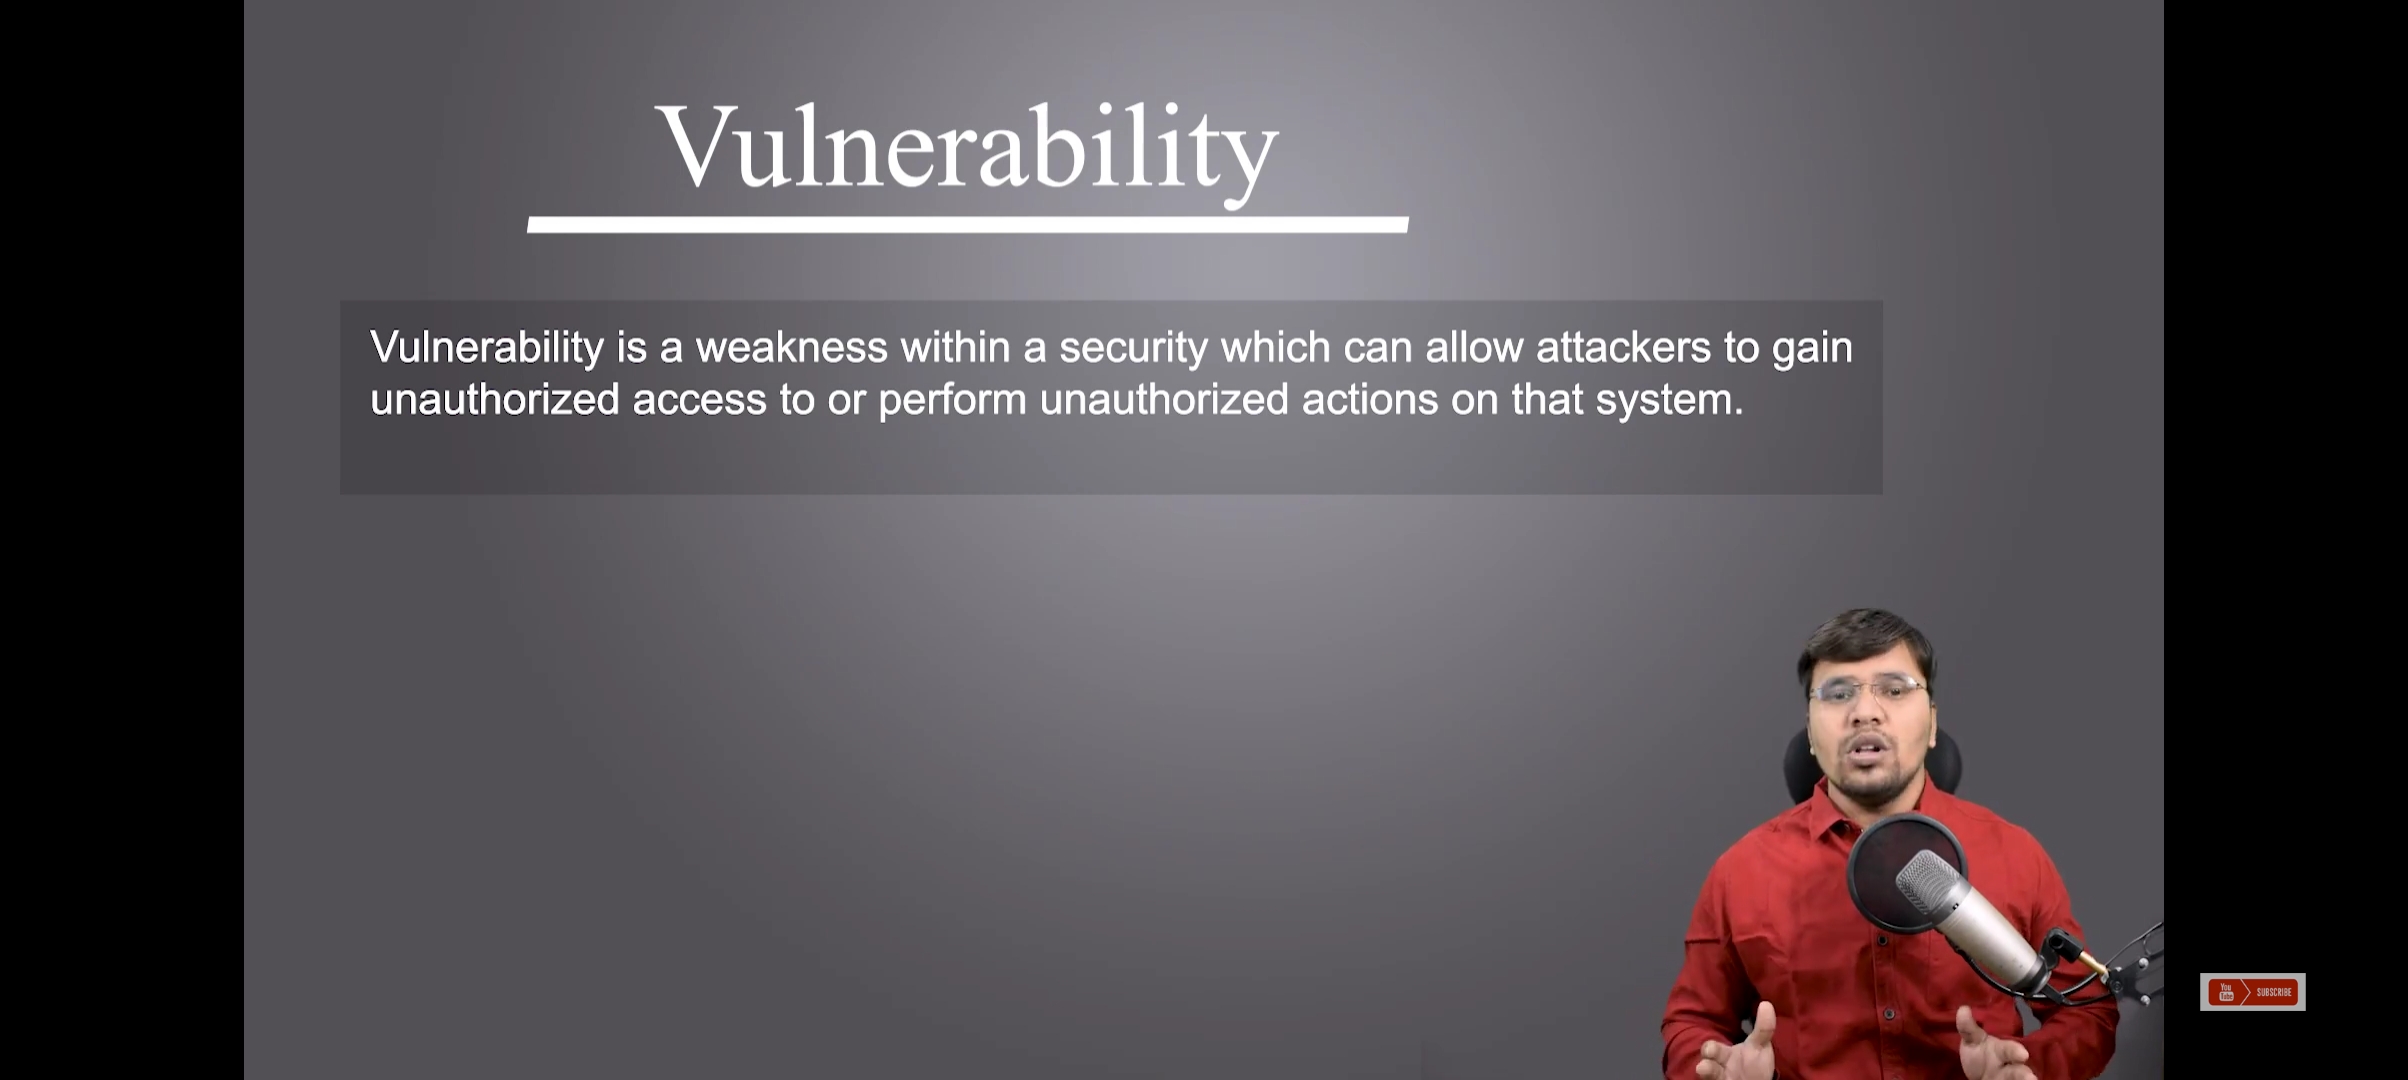 Vulnerability
Vulnerability is a weakness within a security which can allow attackers to gain
unauthorized access to or perform unauthorized actions on that system.
You
Tube
SUBSCRIBE